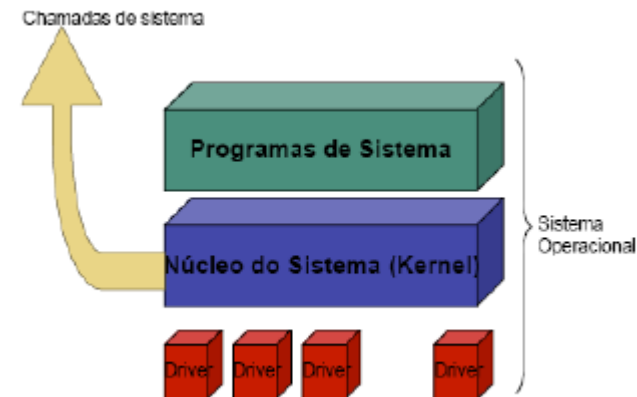 Chamadas de sistema
Programas de Sistema
Núcleo do Sistema (Kernel)
Sistema
Operacional
Driver Driver Driver Driver